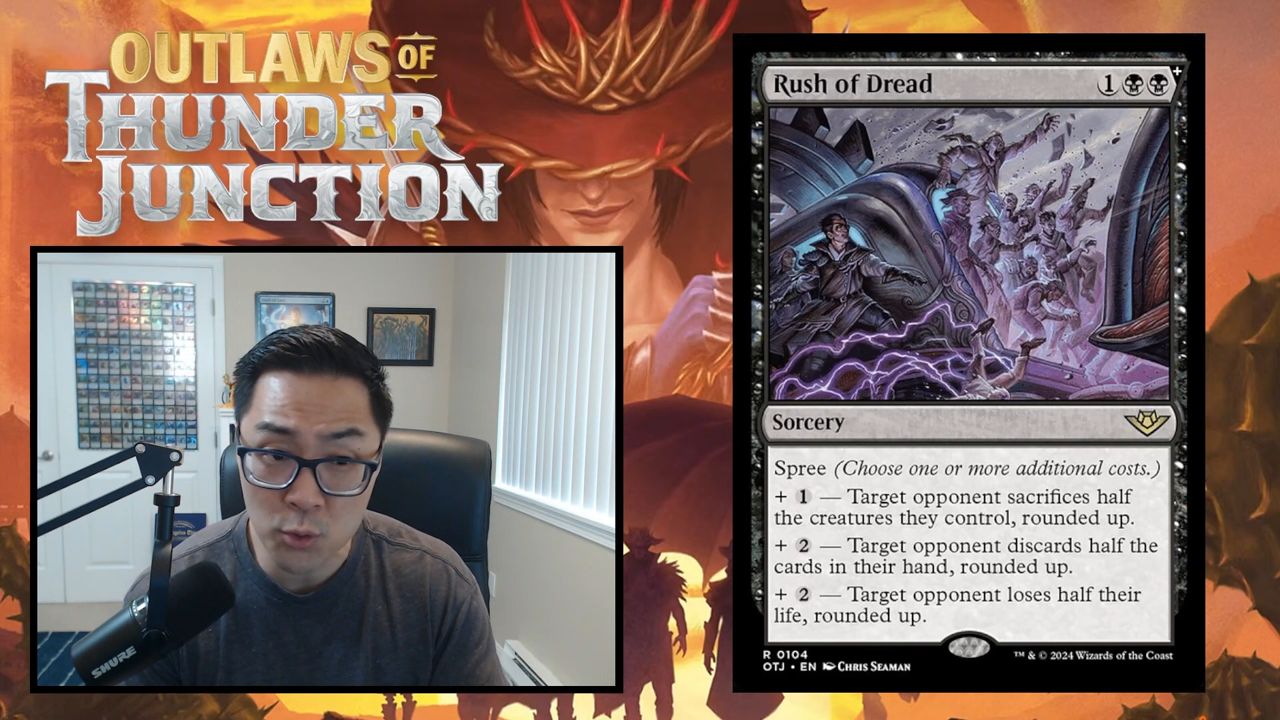 OUTLAWS OF
THUNDER
JUNCTION
Rush of Dread 1
Sorcery
Spree (Choose one or more additional costs.)
+ 1 — Target opponent sacrifices half
the creatures they control, rounded up.
+ 2 — Target opponent discards half the
cards in their hand, rounded up.
+ 2 — Target opponent loses half their
life, rounded up.
R 0104
OTJ • EN CHRIS SEAMAN
™ & © 2024 Wizards of the Coast
SHURE